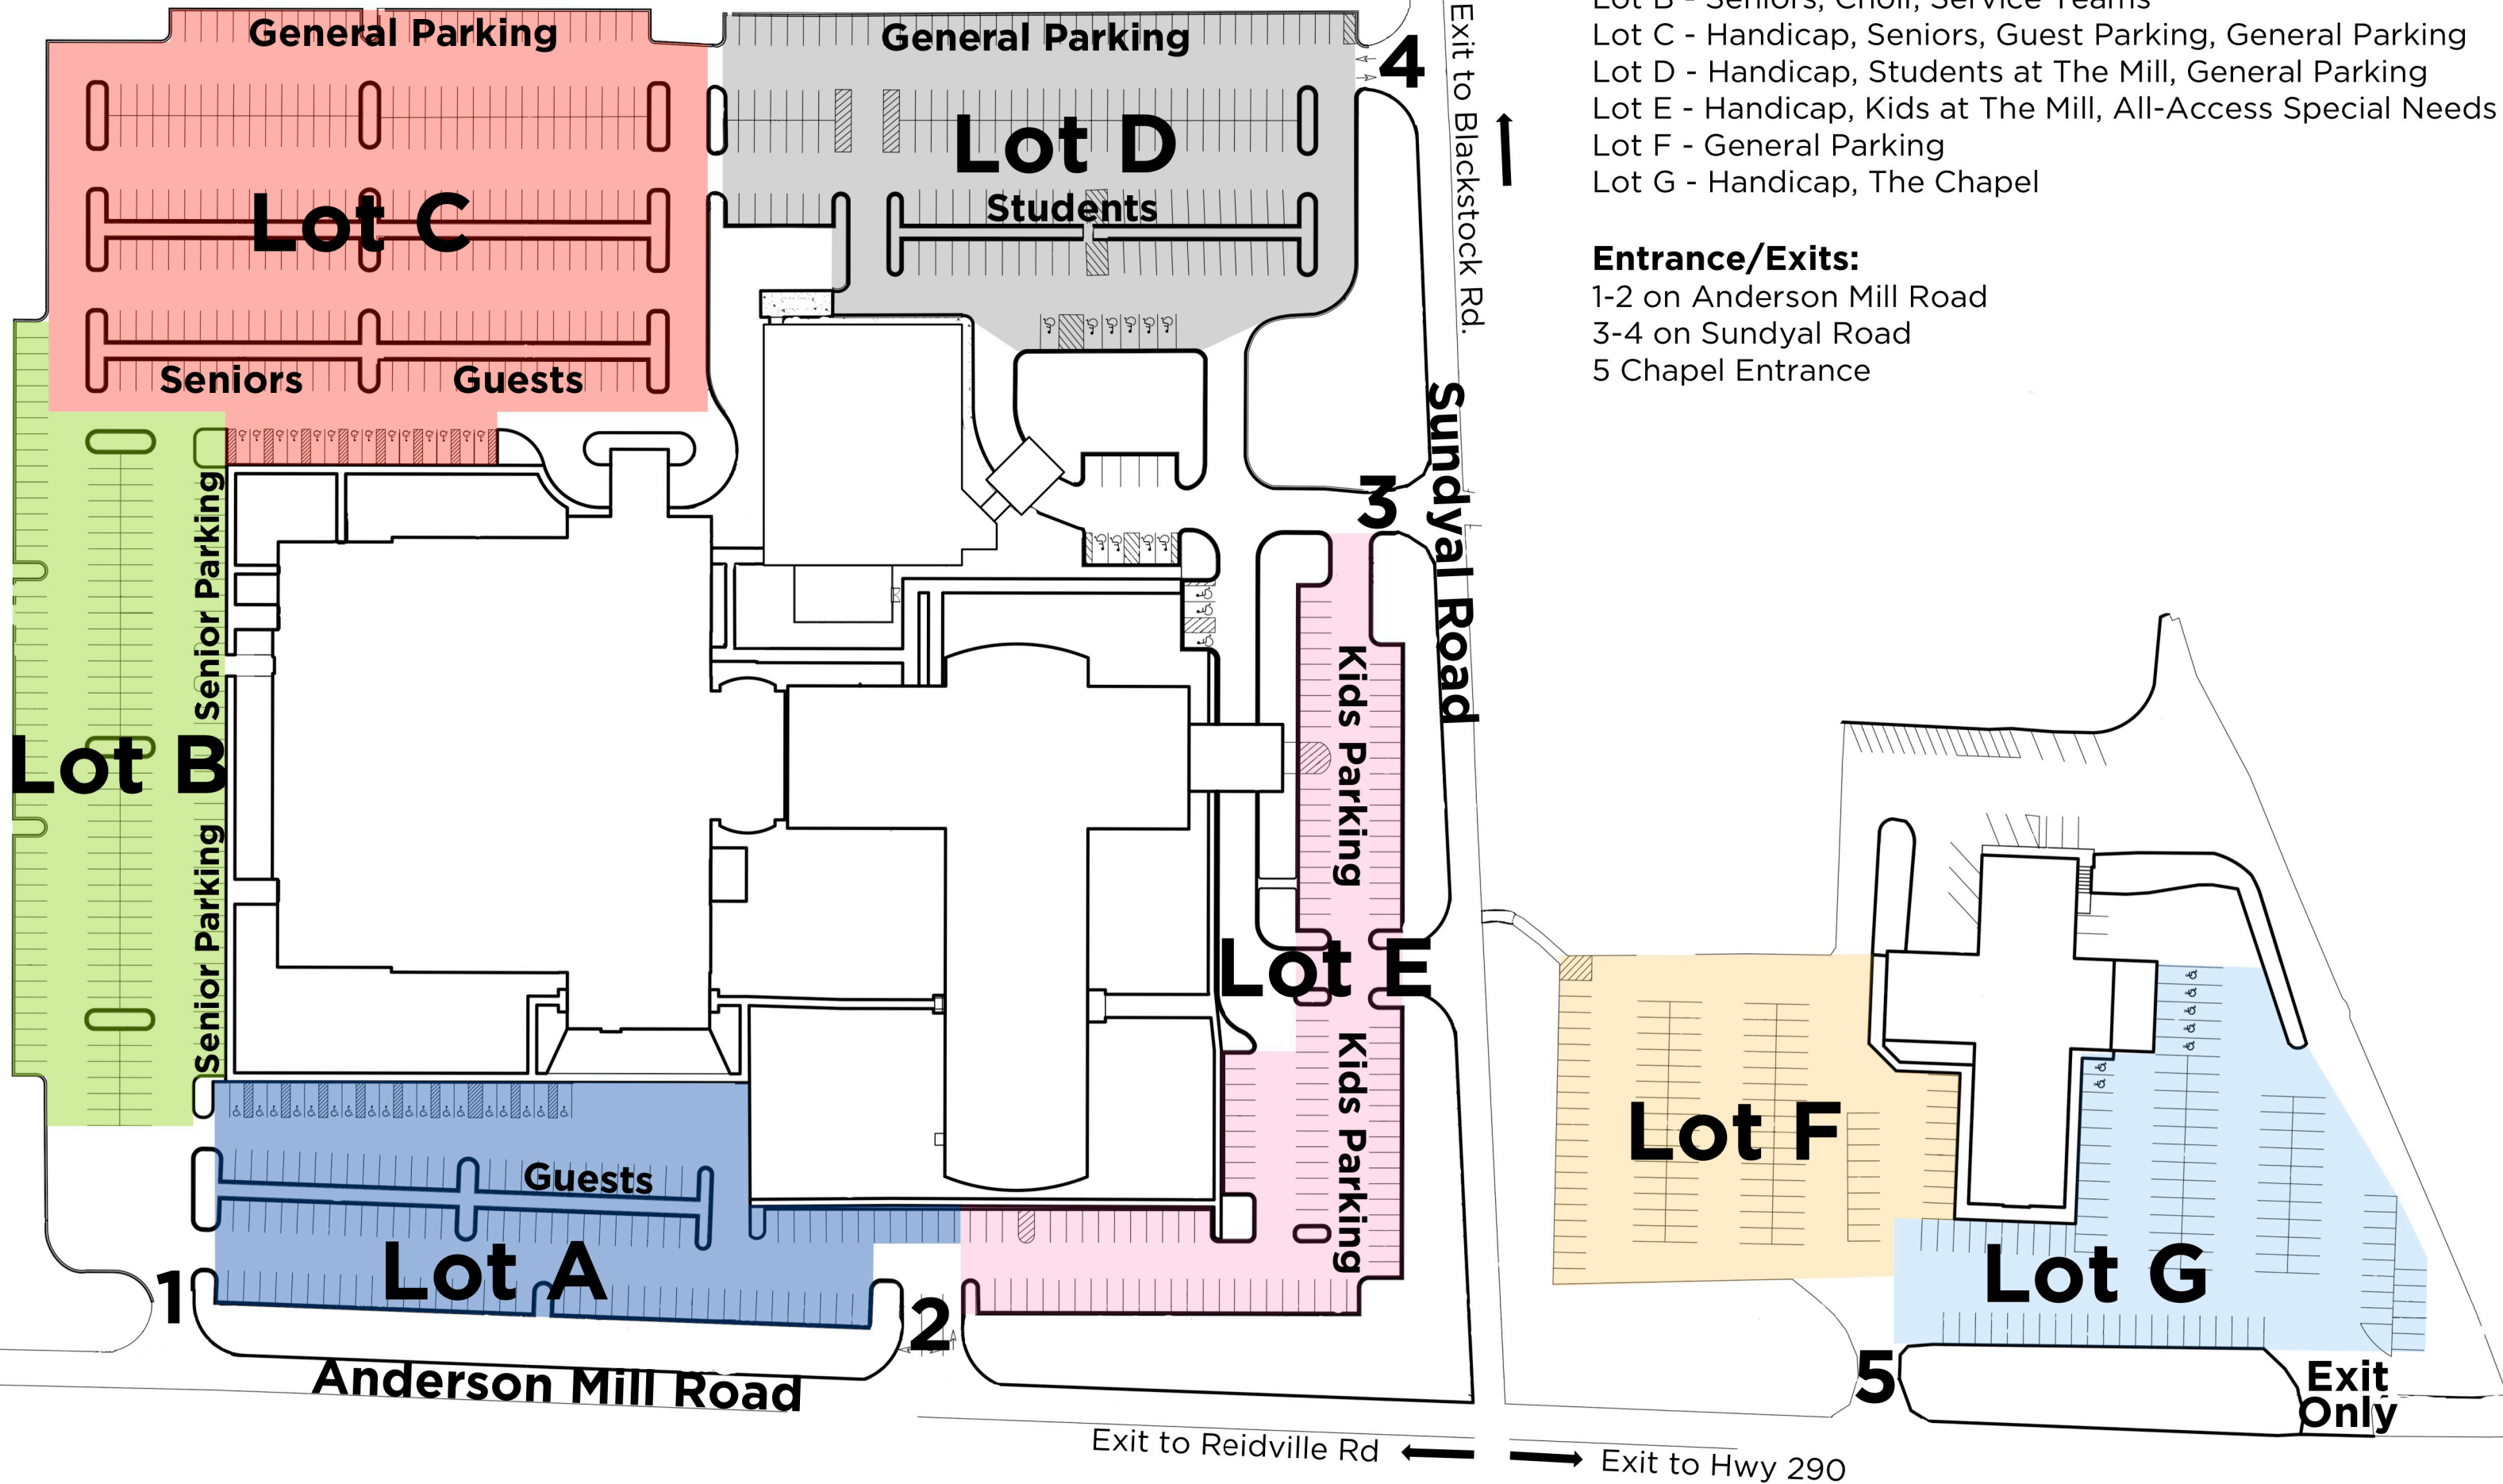 Lot B - Seniors, Choir, Service Teams
Lot C - Handicap, Seniors, Guest Parking, General Parking
Lot D - Handicap, Students at The Mill, General Parking
Lot E - Handicap, Kids at The Mill, All-Access Special Needs
Lot F - General Parking
Lot G - Handicap, The Chapel
Entrance/Exits:
1-2 on Anderson Mill Road
3-4 on Sundyal Road
5 Chapel Entrance
General Parking
General Parking
4
Exit to Blackstock Rd.
Lot D
Students
Lot C
Seniors
Guests
Sundyal Road
3
Senior Parking
Kids Parking
Lot B
Senior Parking
Lot E
Kids Parking
Lot F
Guests
Lot A
Lot G
1
2
5
Exit
Only
Anderson Mill Road
Exit to Reidville Rd
Exit to Hwy 290